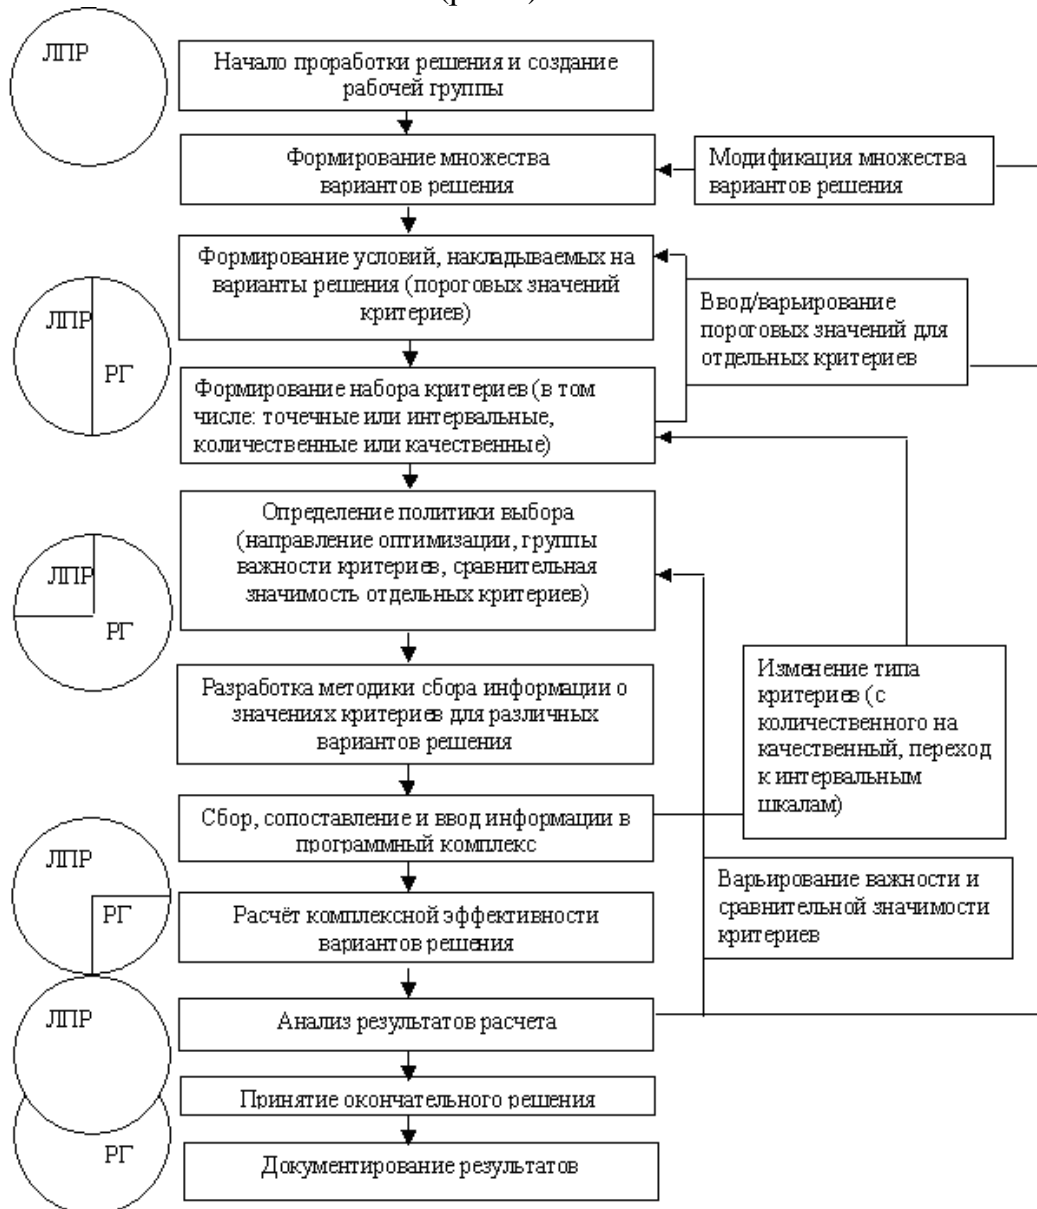 ЛПР
Начало проработки решения и создание
рабочей группы
Формирование множества
вариантов решения
Модификация множества
вариантов решения
Формирование условий, накладываемых на
варианты решения (пороговых значений
критериев)
Ввод/варьирование
пороговых значений для
отдельных критериев
ЛПР
РГ
Формирование набора критериев (в том
числе: точечные или интервальные,
количественные или качественные)
Определение политики выбора
(направление оптимизации, группы
важности критериев, сравнительная
значимость отдельных критериев)
ЛПР
РГ
Разработка методики сбора информации о
значениях критериев для различных
вариантов решения
Изменение типа
критериев (с
количественного на
качественный, переход
к интервальным
шкалам)
Сбор, сопоставление и ввод информации в
программный комплекс
ЛПР
РГ
Расчёт комплексной эффективности
вариантов решения
Варьирование важности и
сравнительной значимости
критериев
ЛПР
Анализ результатов расчета
Принятие окончательного решения
РГ
Документирование результатов